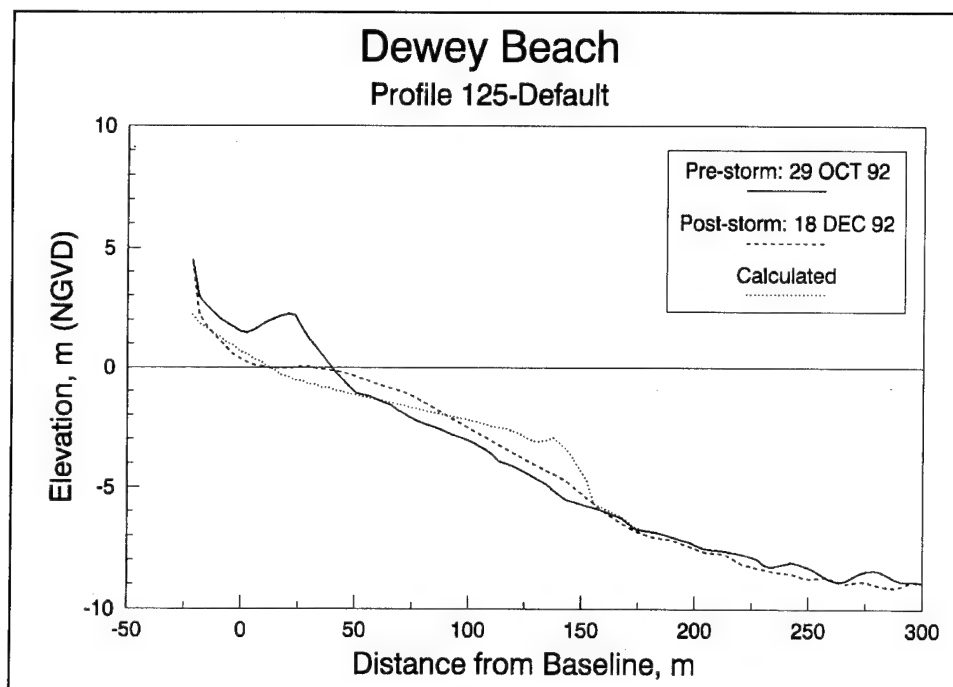 Dewey Beach
Profile 125-Default
Pre-storm: 29 OCT 92
Post-storm: 18 DEC 92
Calculated
Elevation, m (NGVD)
10
5
0
-5
-10
-50
0
50
100
150
200
250
300
Distance from Baseline, m